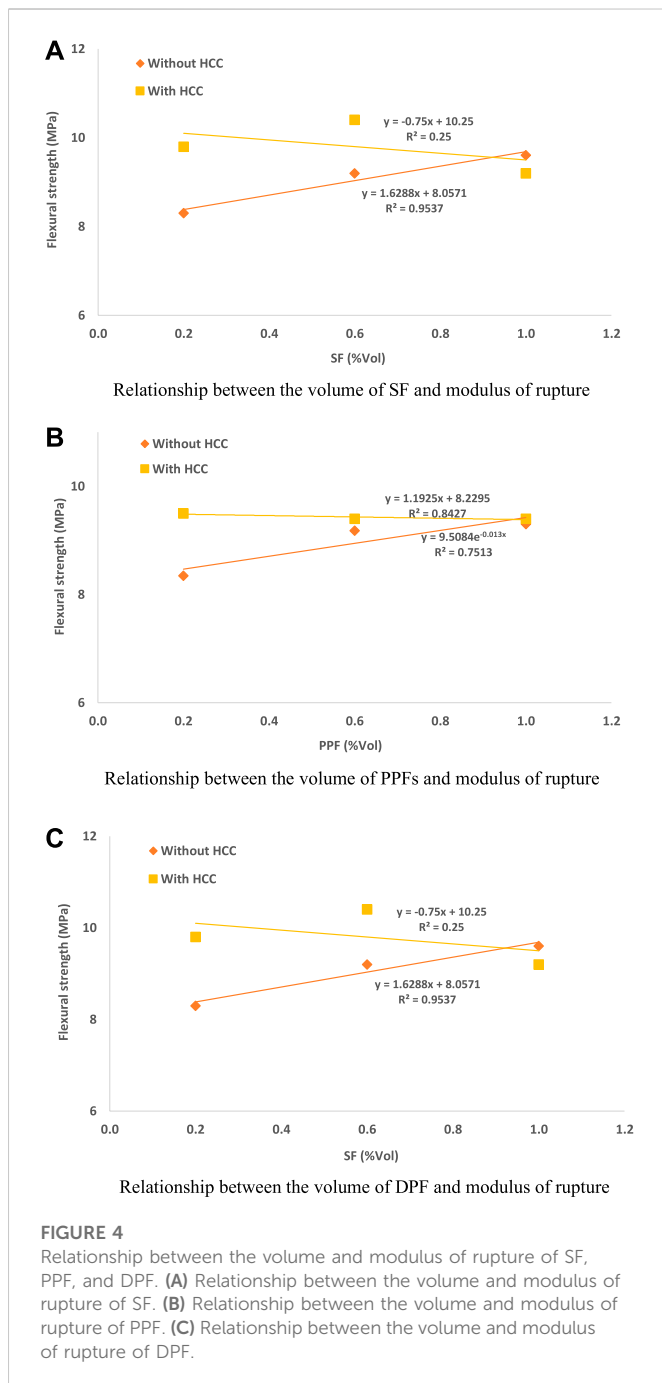 A
12
10
8
6
Flexural strength (MPa)
Without HCC
With HCC
y = -0.75x + 10.25
R² = 0.25
y = 1.6288x + 8.0571
R² = 0.9537
0.0 0.2 0.4 0.6 0.8 1.0 1.2
SF (%Vol)
Relationship between the volume of SF and modulus of rupture
B
10
8
6
Flexural strength (MPa)
Without HCC
With HCC
y = 1.1925x + 8.2295
R² = 0.8427
y = 9.5084e-0.013x
R² = 0.7513
0.0 0.2 0.4 0.6 0.8 1.0 1.2
PPF (%Vol)
Relationship between the volume of PPFs and modulus of rupture
C
12
10
8
6
Flexural strength (MPa)
Without HCC
With HCC
y = -0.75x + 10.25
R² = 0.25
y = 1.6288x + 8.0571
R² = 0.9537
0.0 0.2 0.4 0.6 0.8 1.0 1.2
SF (%Vol)
Relationship between the volume of DPF and modulus of rupture
FIGURE 4
Relationship between the volume and modulus of rupture of SF,
PPF, and DPF. (A) Relationship between the volume and modulus of
rupture of SF. (B) Relationship between the volume and modulus of
rupture of PPF. (C) Relationship between the volume and modulus
of rupture of DPF.